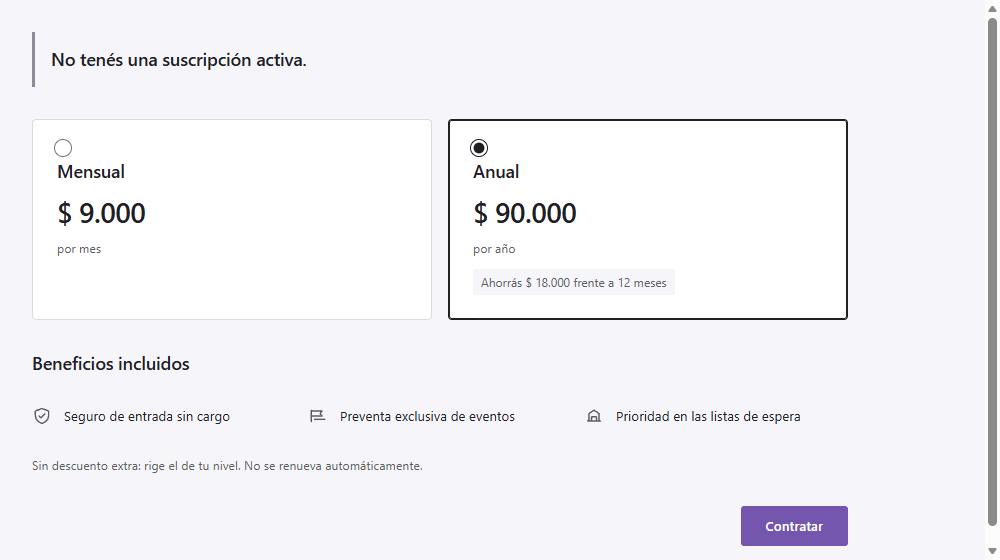 No tenés una suscripción activa.
Mensual
$ 9.000
por mes
Anual
$ 90.000
por año
Ahorrás $ 18.000 frente a 12 meses
Beneficios incluidos
Seguro de entrada sin cargo
Preventa exclusiva de eventos
Prioridad en las listas de espera
Sin descuento extra: rige el de tu nivel. No se renueva automáticamente.
Contratar